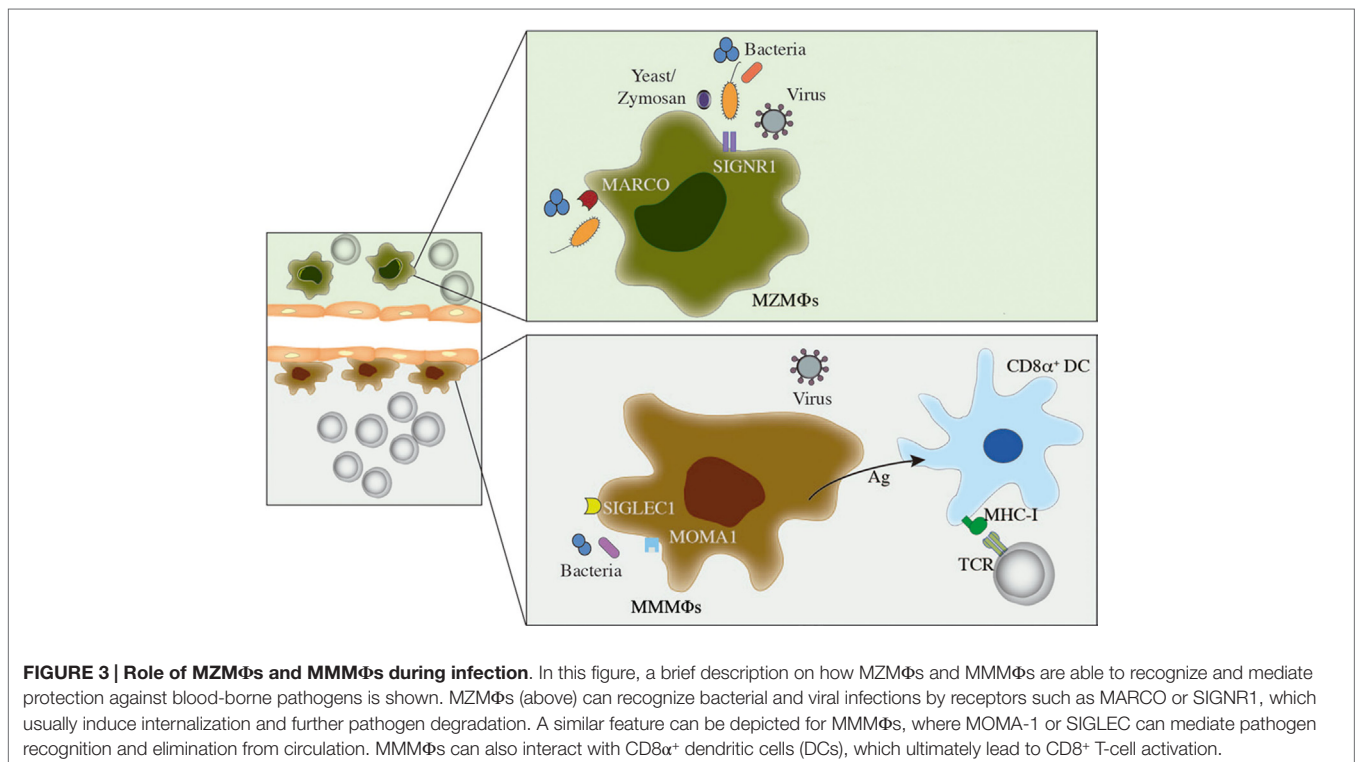 Bacteria
Yeast/
Zymosan
Virus
SIGNR1
MARCO
MZMΦs
CD8α⁺ DC
Virus
Ag
SIGLEC1
MHC-I
MOMA1
TCR
Bacteria
MMMΦs
FIGURE 3 | Role of MZMΦs and MMMΦs during infection. In this figure, a brief description on how MZMΦs and MMMΦs are able to recognize and mediate
protection against blood-borne pathogens is shown. MZMΦs (above) can recognize bacterial and viral infections by receptors such as MARCO or SIGNR1, which
usually induce internalization and further pathogen degradation. A similar feature can be depicted for MMMΦs, where MOMA-1 or SIGLEC can mediate pathogen
recognition and elimination from circulation. MMMΦs can also interact with CD8α⁺ dendritic cells (DCs), which ultimately lead to CD8⁺ T-cell activation.